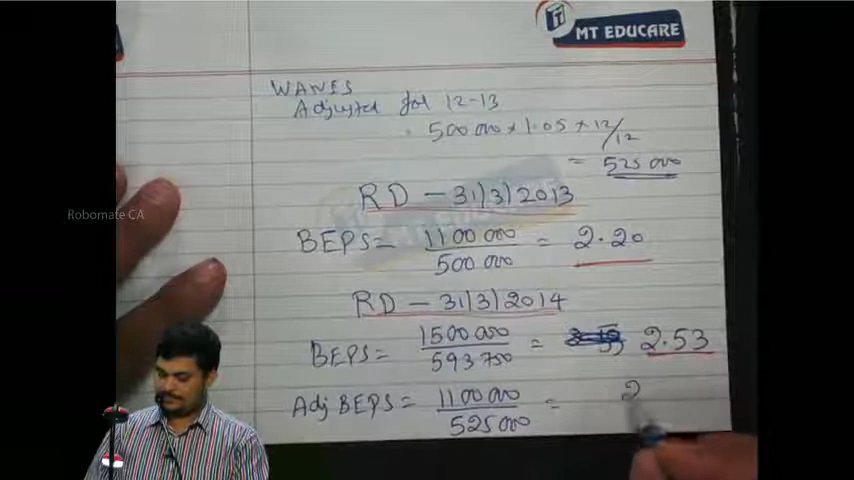 MT EDUCARE
WANES
Adjusted for 12-13
500 000 × 1.05 × 12/12
= 525 000
RD - 31/3/2013
BEPS = 1100 000 / 500 000 = 2.20
RD - 31/3/2014
BEPS = 1500 000 / 593 750 = 2.53
Adj BEPS = 1100 000 / 525 000 = 2
Robomate CA